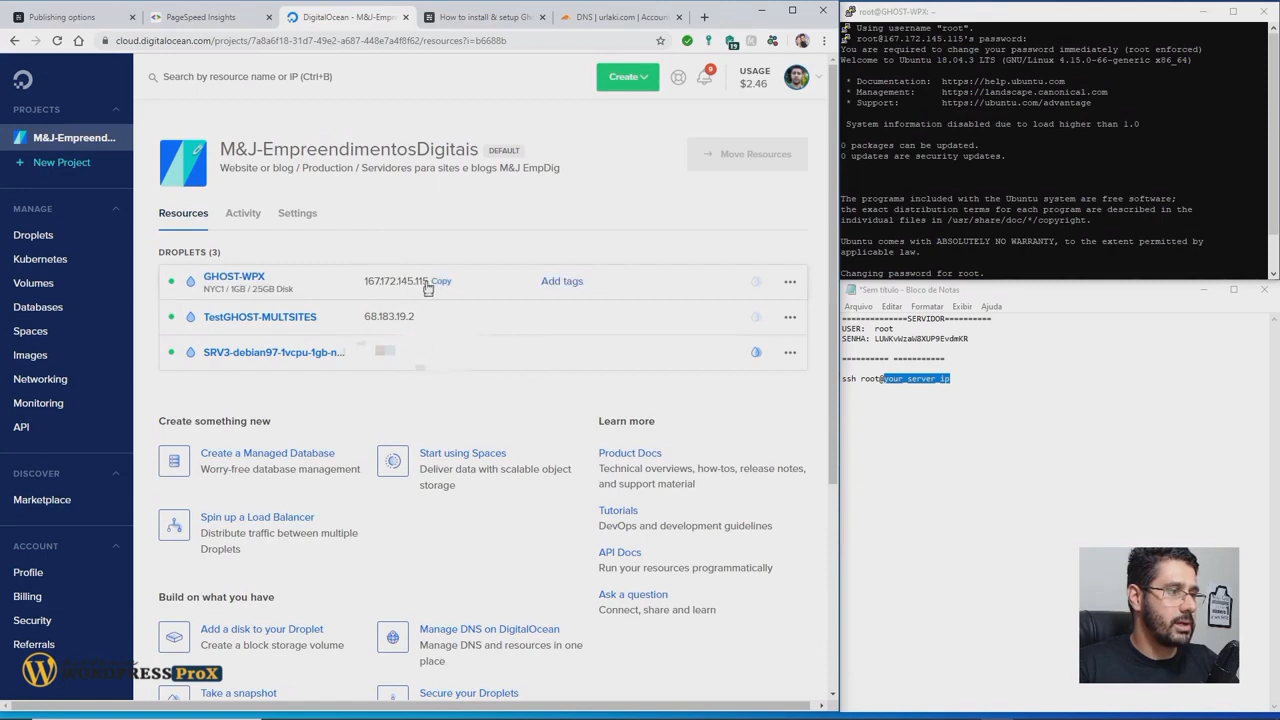 Publishing options
PageSpeed
DigitalOcean - M&J-Emp
How to install & setup Gh
DNS | urlaki.com | Accoun
cloud.digitalocean.com
Search by resource name or IP (Ctrl+B)
Create
9
USAGE
$2.46
PROJECTS
M&J-Empreend...
New Project
MANAGE
Droplets
Kubernetes
Volumes
Databases
Spaces
Images
Networking
Monitoring
API
DISCOVER
Marketplace
ACCOUNT
Profile
Billing
Security
Referrals
WORDPRESS ProX
M&J-EmpreendimentosDigitais
DEFAULT
Website or blog / Production / Servidores para sites e blogs M&J EmpDig
Move Resources
Resources
Activity
Settings
DROPLETS (3)
GHOST-WPX
NYC1 / 1GB / 25GB Disk
167.172.145.115
Copy
Add tags
TestGHOST-MULTSITES
68.183.19.2
SRV3-debian97-1vcpu-1gb-n...
Create something new
Create a Managed Database
Worry-free database management
Start using Spaces
Deliver data with scalable object
storage
Spin up a Load Balancer
Distribute traffic between multiple
Droplets
Learn more
Product Docs
Technical overviews, how-tos, release notes,
and support material
Tutorials
DevOps and development guidelines
API Docs
Run your resources programmatically
Ask a question
Connect, share and learn
Build on what you have
Add a disk to your Droplet
Create a block storage volume
Manage DNS on DigitalOcean
Manage DNS and resources in one
place
Take a snapshot
Secure your Droplets
root@GHOST-WPX: ~
Using username "root".
root@167.172.145.115's password:
You are required to change your password immediately (root enforced)
Welcome to Ubuntu 18.04.3 LTS (GNU/Linux 4.15.0-66-generic x86_64)
* Documentation: https://help.ubuntu.com
* Management: https://landscape.canonical.com
* Support: https://ubuntu.com/advantage
System information disabled due to load higher than 1.0
0 packages can be updated.
0 updates are security updates.
The programs included with the Ubuntu system are free software;
the exact distribution terms for each program are described in the
individual files in /usr/share/doc/*/copyright.
Ubuntu comes with ABSOLUTELY NO WARRANTY, to the extent permitted by
applicable law.
Changing password for root.
*Sem título - Bloco de Notas
Arquivo Editar Formatar Exibir Ajuda
==============SERVIDOR==========
USER: root
SENHA: LUWKvWzaW8XUP9EvdmKR
========== ===========
ssh root@your_server_ip